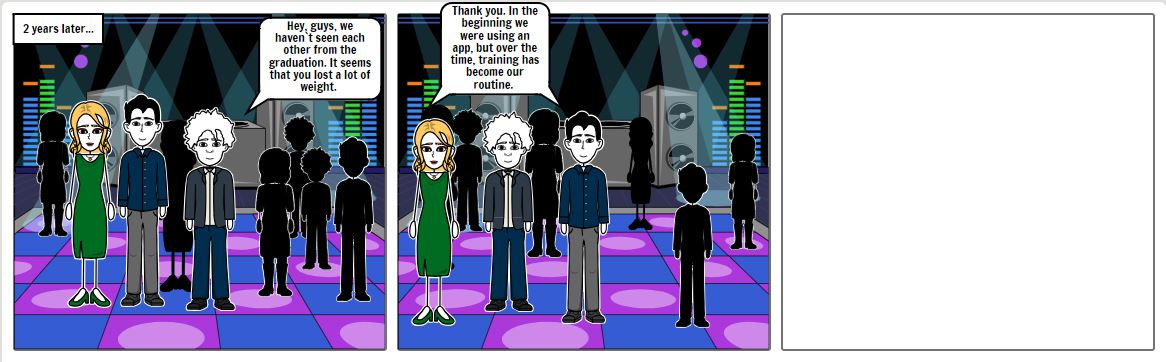 2 years later...
Hey, guys, we
haven`t seen each
other from the
graduation. It seems
that you lost a lot of
weight.
Thank you. In the
beginning we
were using an
app, but over the
time, training has
become our
routine.